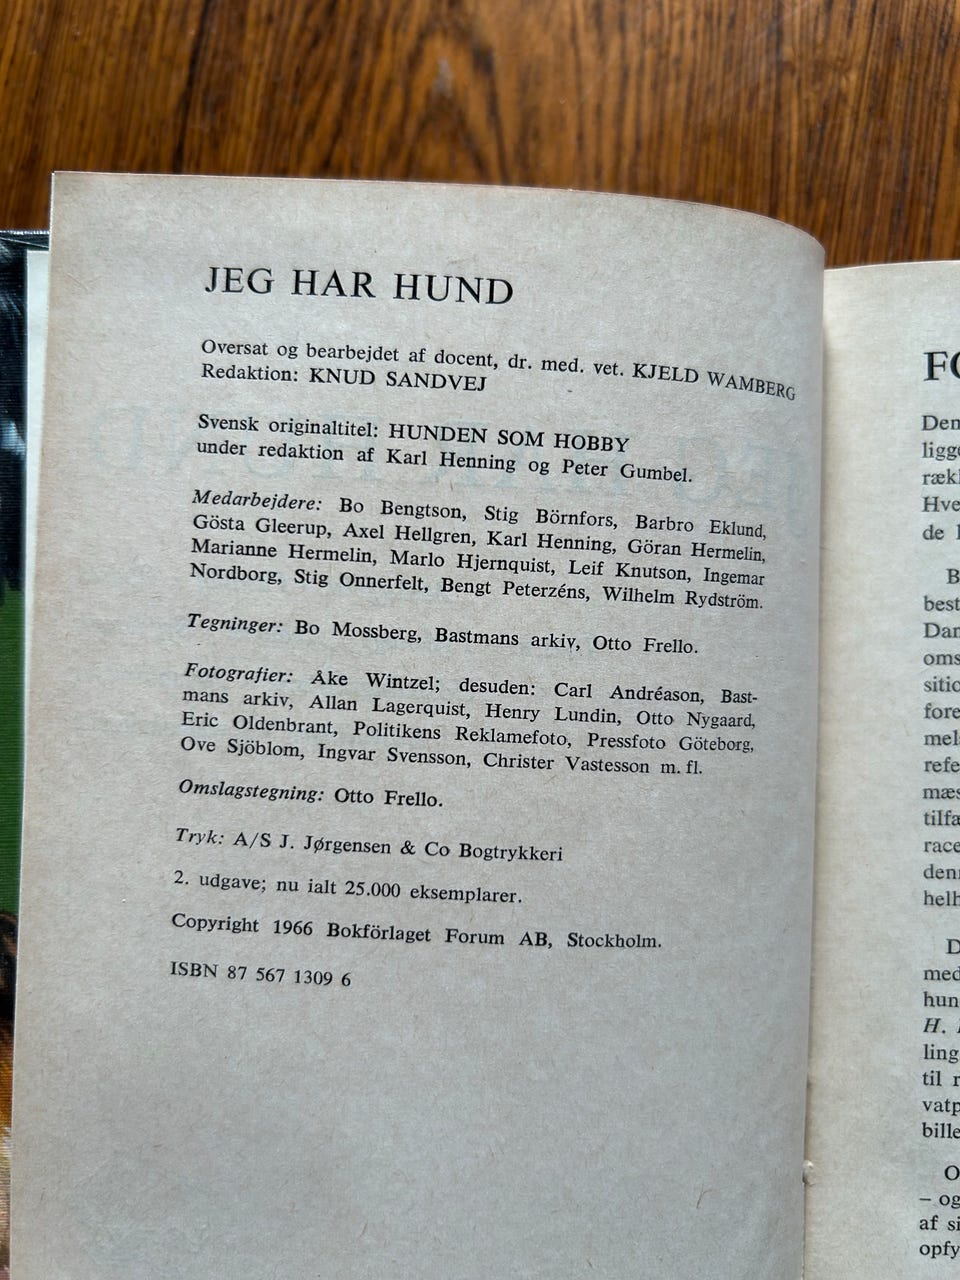 JEG HAR HUND
Oversat og bearbejdet af docent, dr. med. vet. KJELD WAMBERG
Redaktion: KNUD SANDVEJ
Svensk originaltitel: HUNDEN SOM HOBBY
under redaktion af Karl Henning og Peter Gumbel.
Medarbejdere: Bo Bengtson, Stig Börnfors, Barbro Eklund,
Gösta Gleerup, Axel Hellgren, Karl Henning, Göran Hermelin,
Marianne Hermelin, Marlo Hjernquist, Leif Knutson, Ingemar
Nordborg, Stig Onnerfelt, Bengt Peterzéns, Wilhelm Rydström.
Tegninger: Bo Mossberg, Bastmans arkiv, Otto Frello.
Fotografier: Åke Wintzel; desuden: Carl Andréason, Bast-
mans arkiv, Allan Lagerquist, Henry Lundin, Otto Nygaard,
Eric Oldenbrant, Politikens Reklamefoto, Pressfoto Göteborg,
Ove Sjöblom, Ingvar Svensson, Christer Vastesson m. fl.
Omslagstegning: Otto Frello.
Tryk: A/S J. Jørgensen & Co Bogtrykkeri
2. udgave; nu ialt 25.000 eksemplarer.
Copyright 1966 Bokförlaget Forum AB, Stockholm.
ISBN 87 567 1309 6